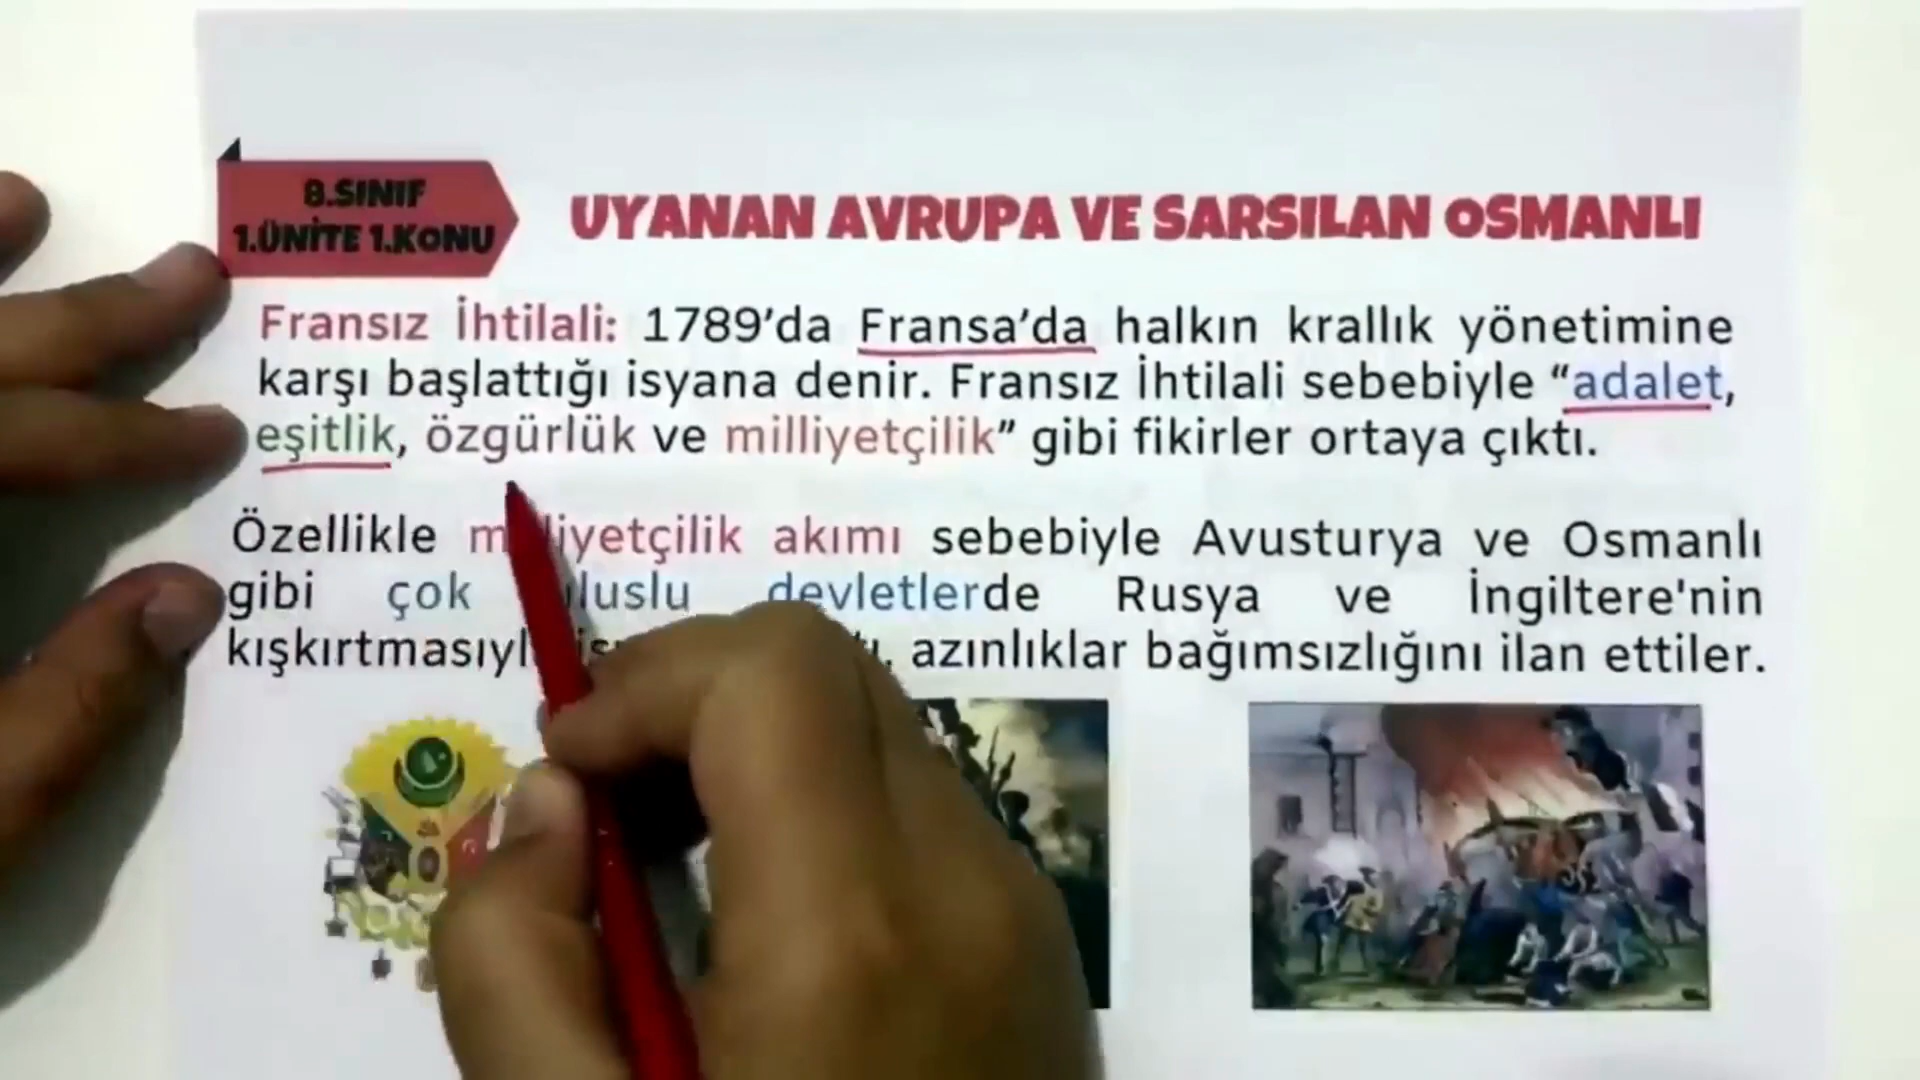 8.SINIF
1.ÜNİTE 1.KONU
UYANAN AVRUPA VE SARSILAN OSMANLI
Fransız İhtilali: 1789’da Fransa’da halkın krallık yönetimine
karşı başlattığı isyana denir. Fransız İhtilali sebebiyle “adalet,
eşitlik, özgürlük ve milliyetçilik” gibi fikirler ortaya çıktı.
Özellikle akımı sebebiyle Avusturya ve Osmanlı
gibi çok devletlerde Rusya ve İngiltere'nin
azınlıklar bağımsızlığını ilan ettiler.